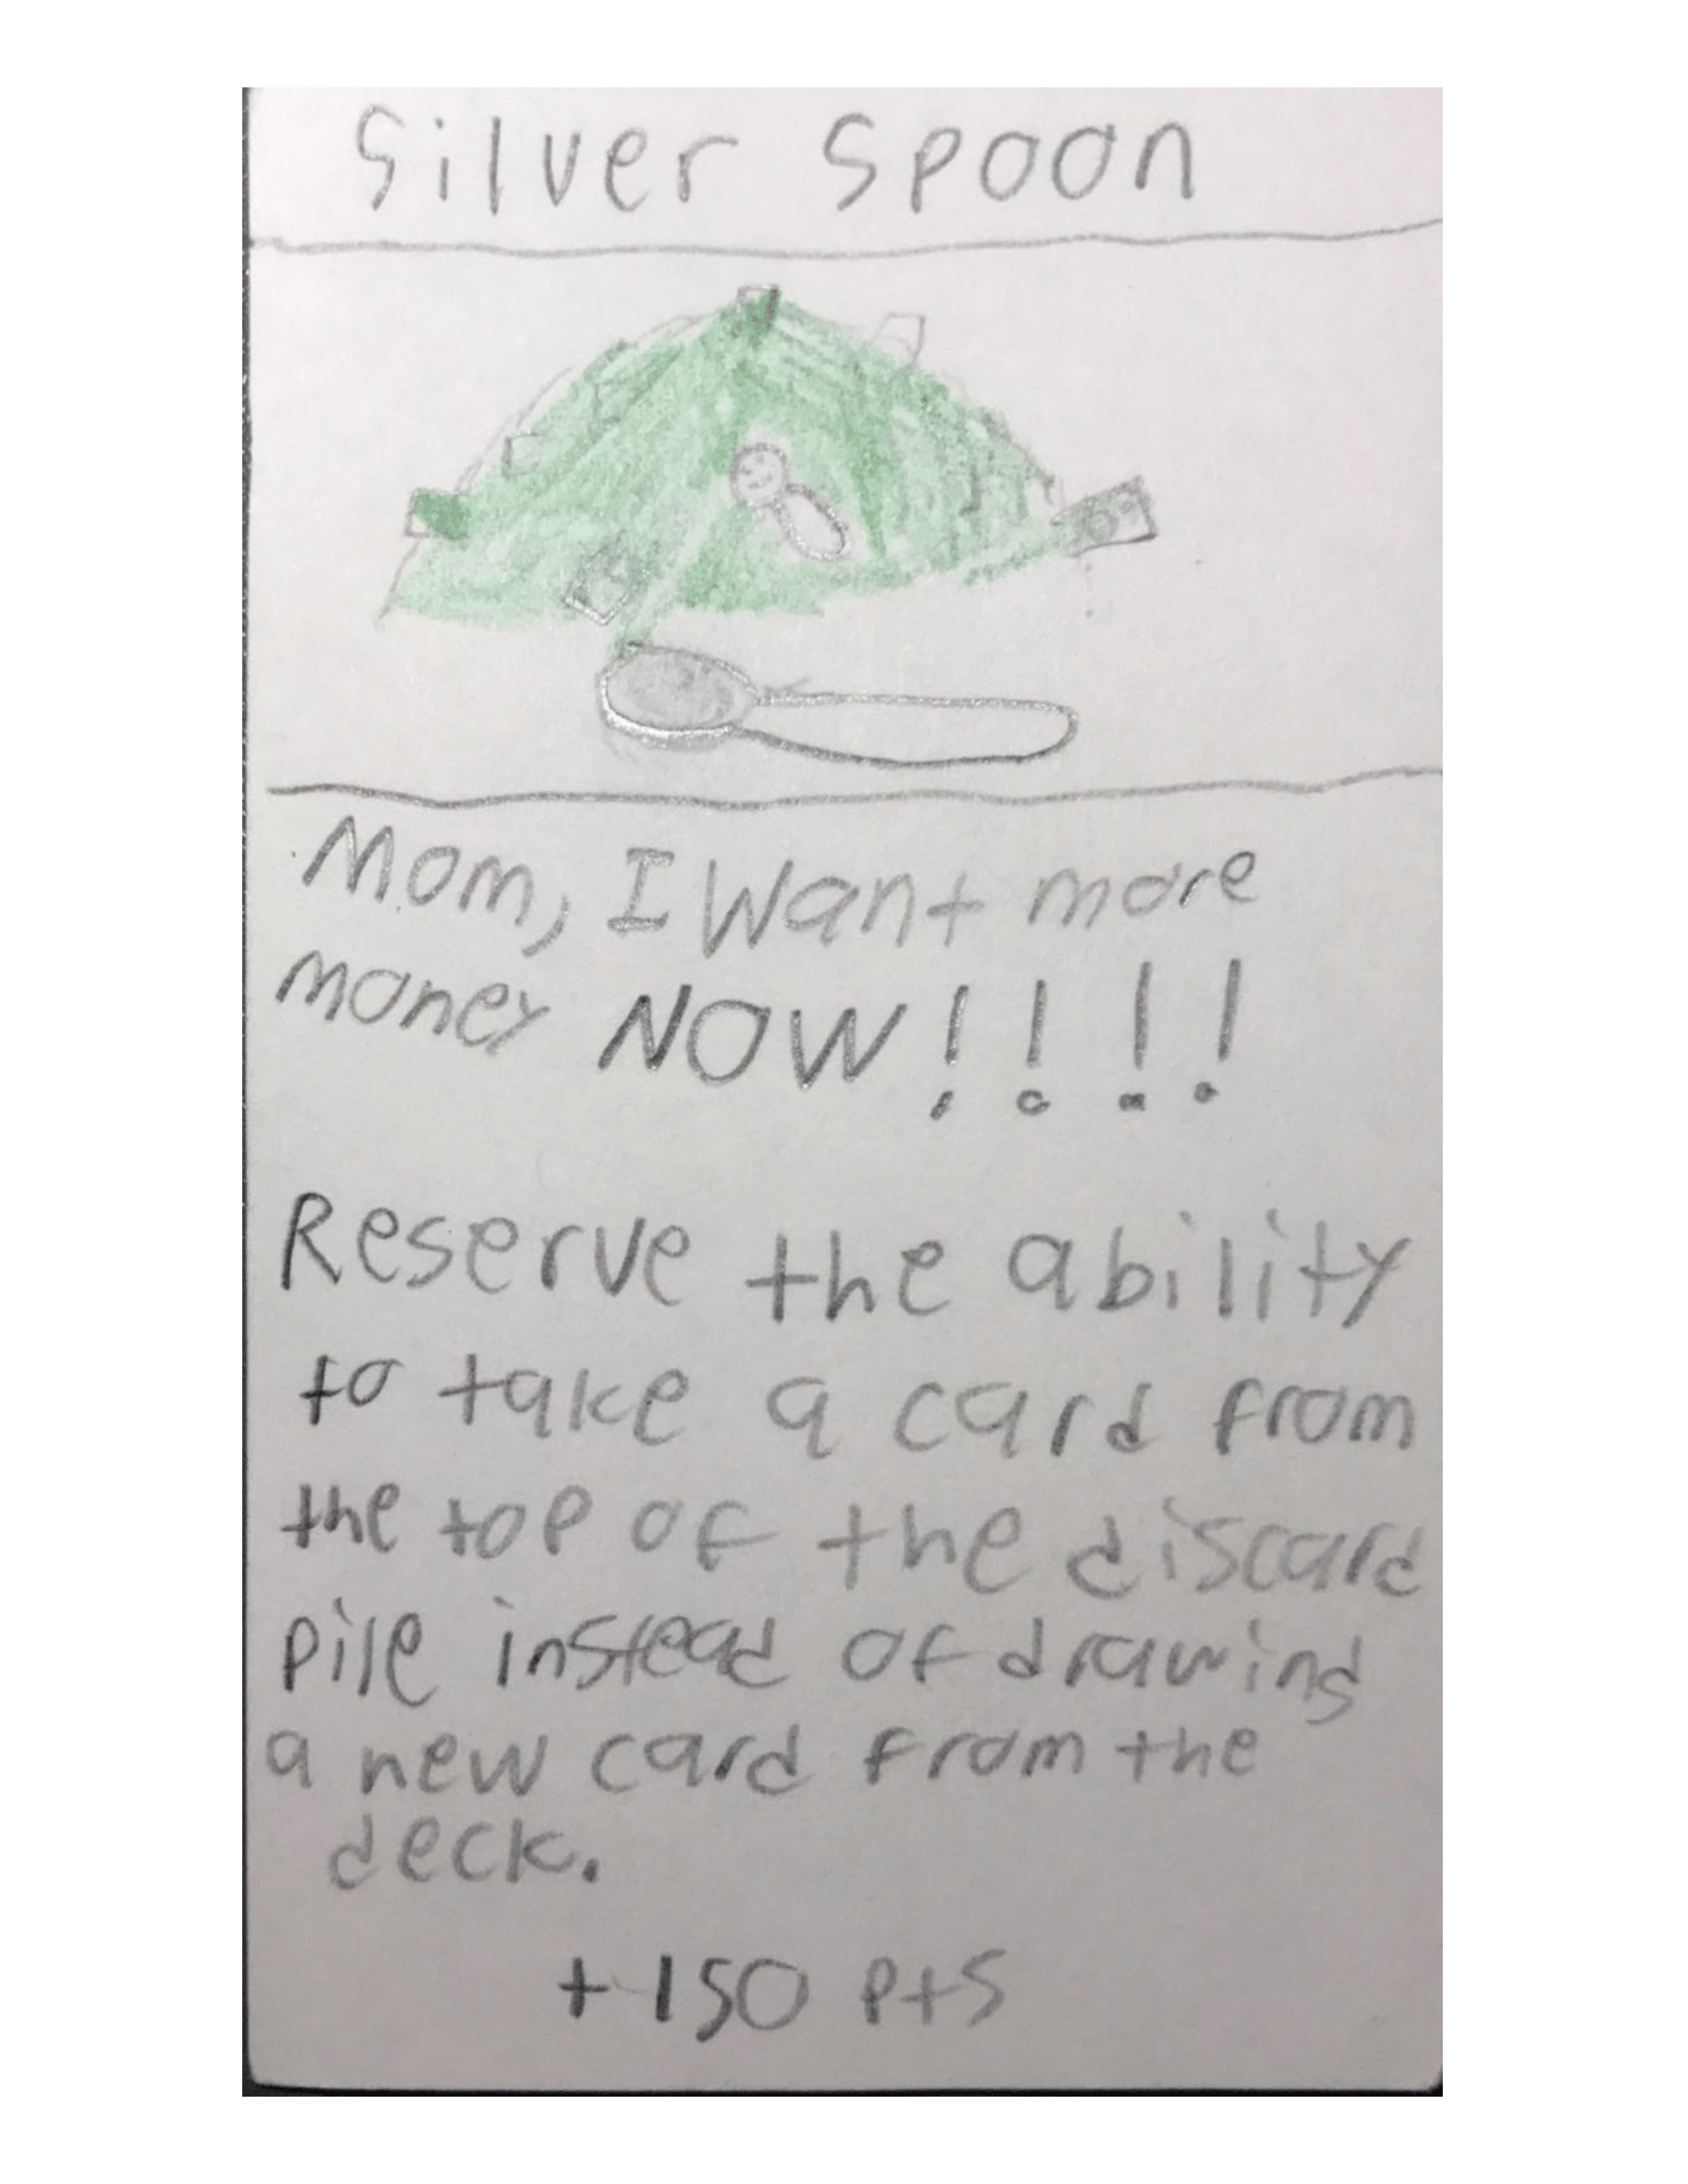 Silver Spoon
Mom, I Want more
money NOW!!!!
Reserve the ability
to take a card from
the top of the discard
pile instead of drawing
a new card from the
deck.
+150 pts